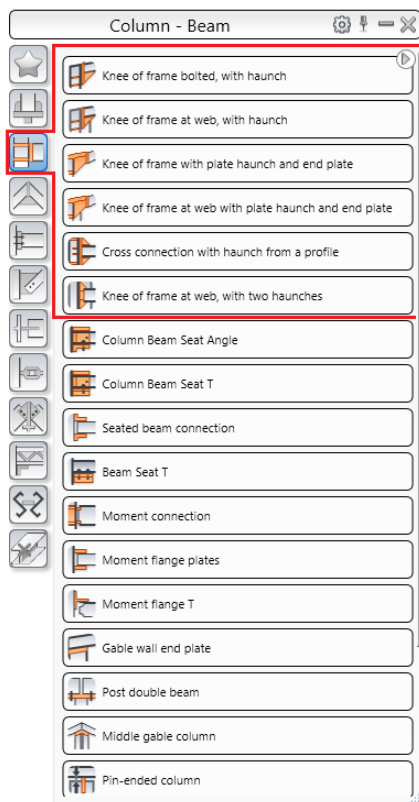 Column - Beam
Knee of frame bolted, with haunch
Knee of frame at web, with haunch
Knee of frame with plate haunch and end plate
Knee of frame at web with plate haunch and end plate
Cross connection with haunch from a profile
Knee of frame at web, with two haunches
Column Beam Seat Angle
Column Beam Seat T
Seated beam connection
Beam Seat T
Moment connection
Moment flange plates
Moment flange T
Gable wall end plate
Post double beam
Middle gable column
Pin-ended column